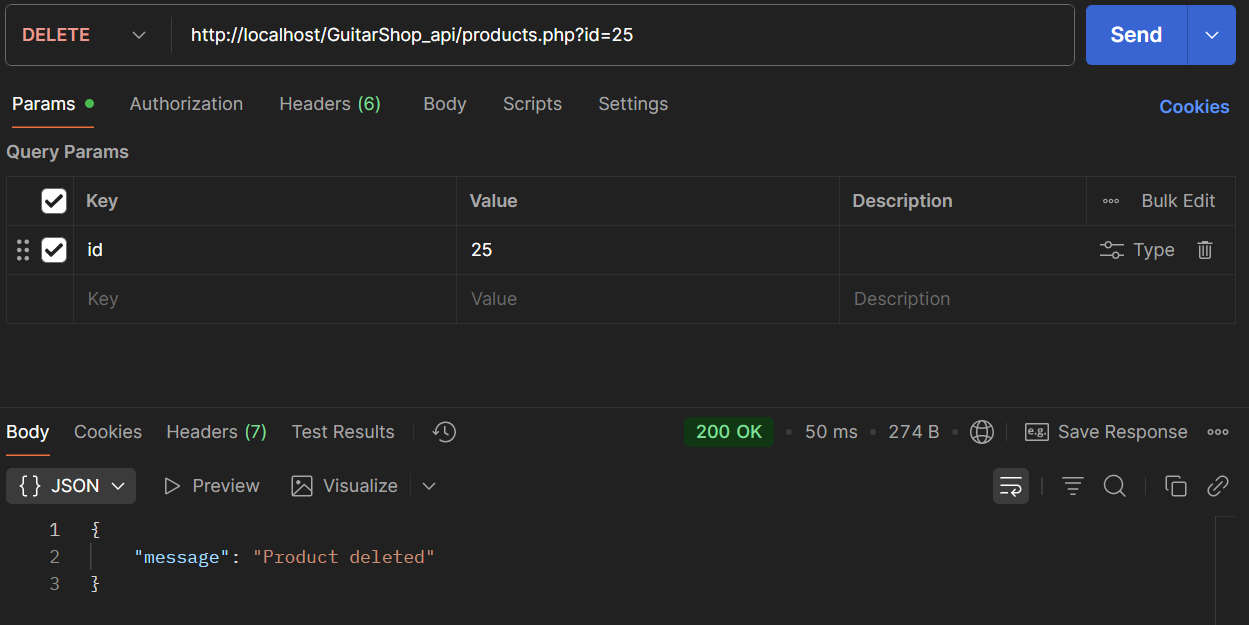 DELETE http://localhost/GuitarShop_api/products.php?id=25 Send
Params Authorization Headers (6) Body Scripts Settings Cookies
Query Params
Key Value Description Bulk Edit
id 25 Type
Key Value Description
Body Cookies Headers (7) Test Results 200 OK 50 ms 274 B e.g. Save Response
{} JSON Preview Visualize
1 {
2 "message": "Product deleted"
3 }